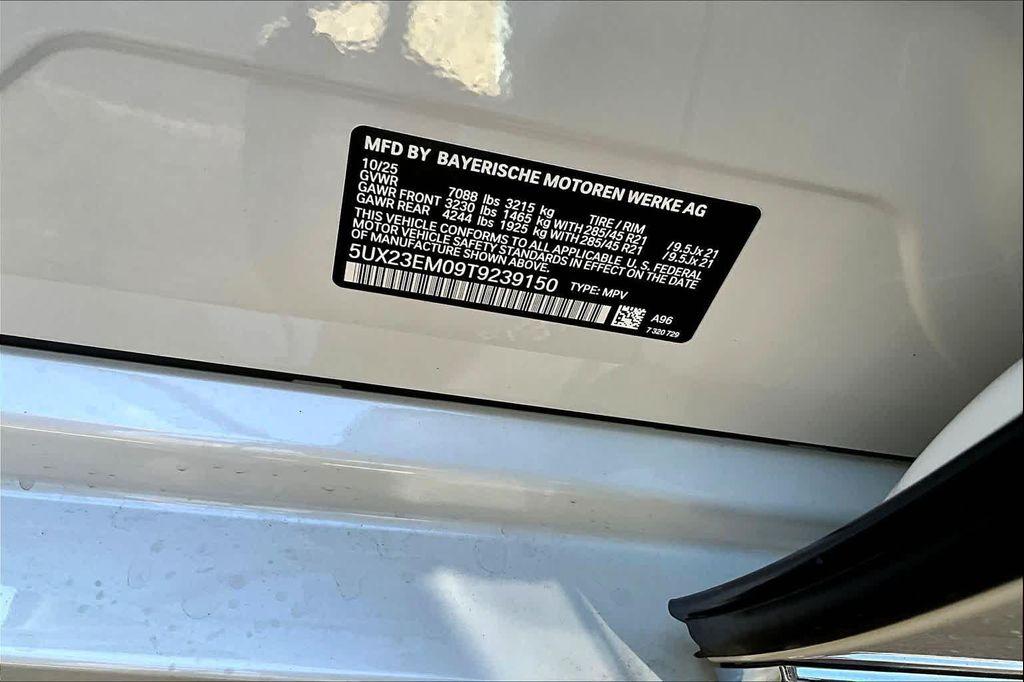 MFD BY BAYERISCHE MOTOREN WERKE AG
10/25
GVWR 7088 lbs 3215 kg TIRE / RIM
GAWR FRONT 3230 lbs 1465 kg WITH 285/45 R21 /9.5Jx 21
GAWR REAR 4244 lbs 1925 kg WITH 285/45 R21 /9.5Jx 21
THIS VEHICLE CONFORMS TO ALL APPLICABLE U.S. FEDERAL
MOTOR VEHICLE SAFETY STANDARDS IN EFFECT ON THE DATE
OF MANUFACTURE SHOWN ABOVE.
5UX23EM09T9239150 TYPE: MPV
A96
7 320 729